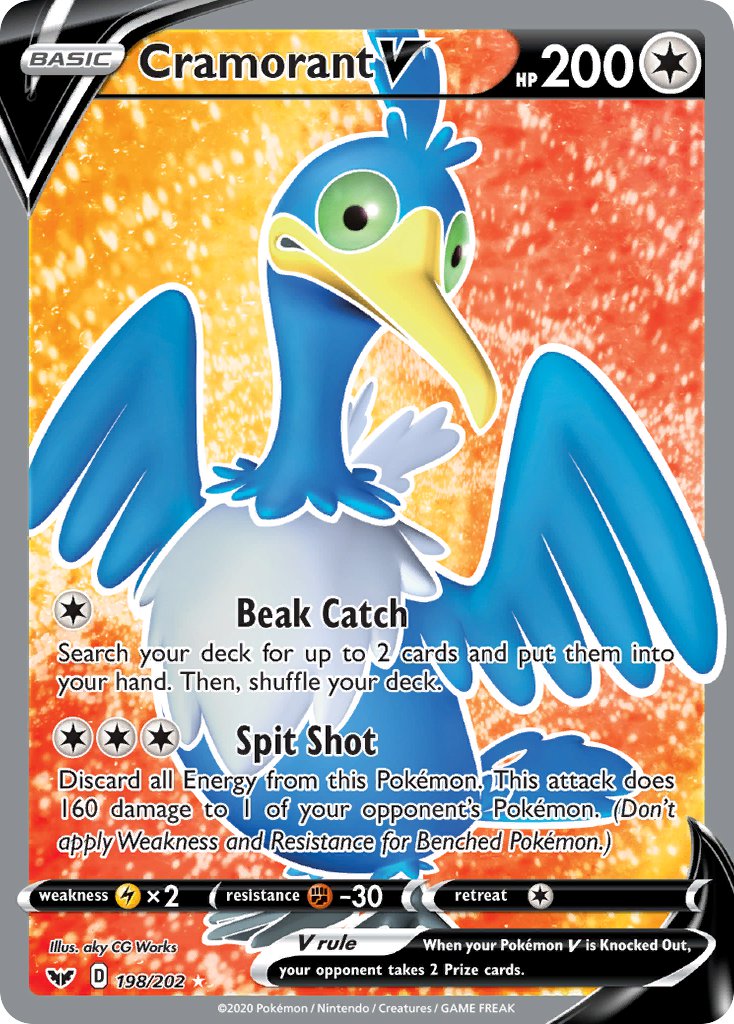 BASIC Cramorant V HP 200
Beak Catch
Search your deck for up to 2 cards and put them into
your hand. Then, shuffle your deck.
Spit Shot
Discard all Energy from this Pokémon. This attack does
160 damage to 1 of your opponent's Pokémon. (Don't
apply Weakness and Resistance for Benched Pokémon.)
weakness ×2 resistance -30 retreat
Illus. aky CG Works
V rule When your Pokémon V is Knocked Out,
your opponent takes 2 Prize cards.
D 198/202
©2020 Pokémon / Nintendo / Creatures / GAME FREAK